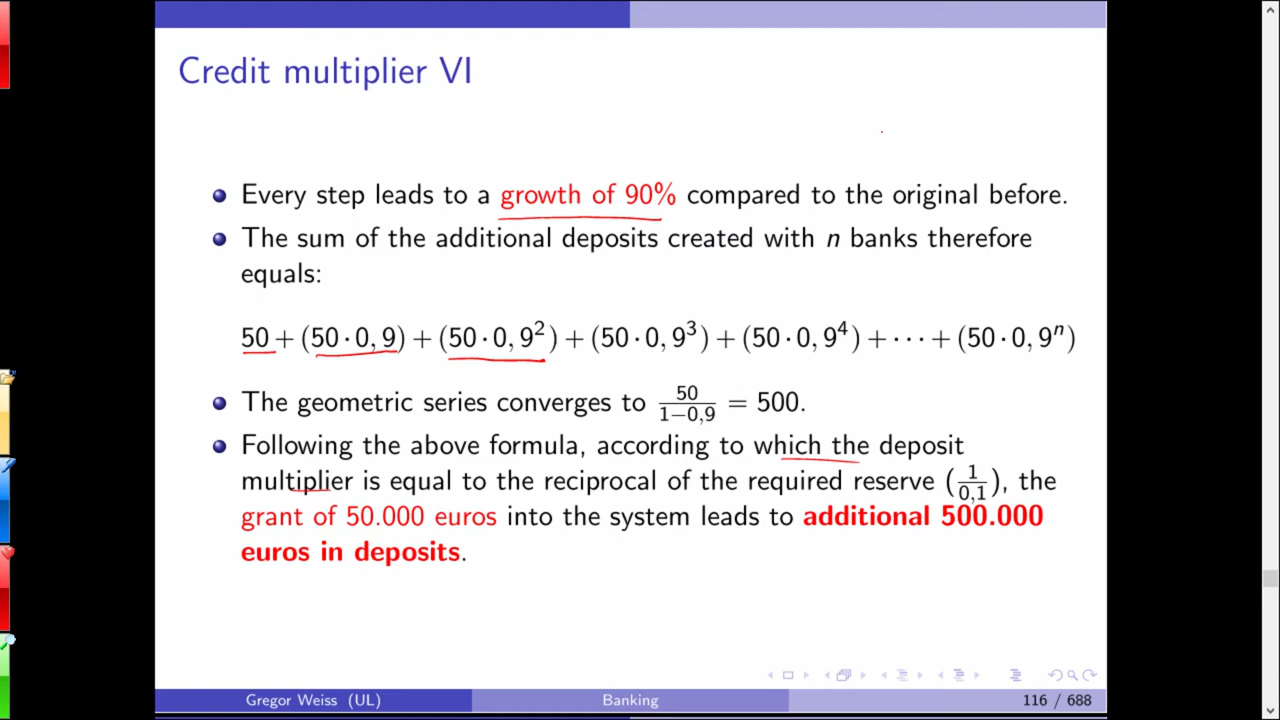 Credit multiplier VI
Every step leads to a growth of 90% compared to the original before.
The sum of the additional deposits created with n banks therefore
equals:
50 + (50 · 0, 9) + (50 · 0, 9²) + (50 · 0, 9³) + (50 · 0, 9⁴) + · · · + (50 · 0, 9ⁿ)
The geometric series converges to 50/(1−0,9) = 500.
Following the above formula, according to which the deposit
multiplier is equal to the reciprocal of the required reserve (1/0,1), the
grant of 50.000 euros into the system leads to additional 500.000
euros in deposits.
Gregor Weiss (UL) Banking 116 / 688